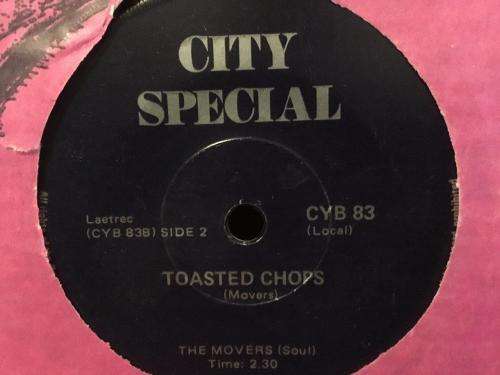 CITY
SPECIAL
Laetrec
CYB 83
(CYB 83B) SIDE 2
(Local)
TOASTED CHOPS
(Movers)
THE MOVERS (Soul)
Time: 2.30